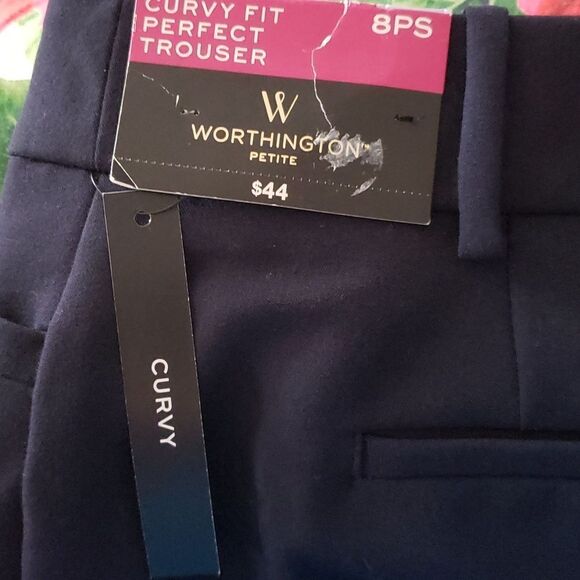 CURVY FIT
PERFECT
TROUSER
8PS
W
WORTHINGTON
PETITE
$44
CURVY